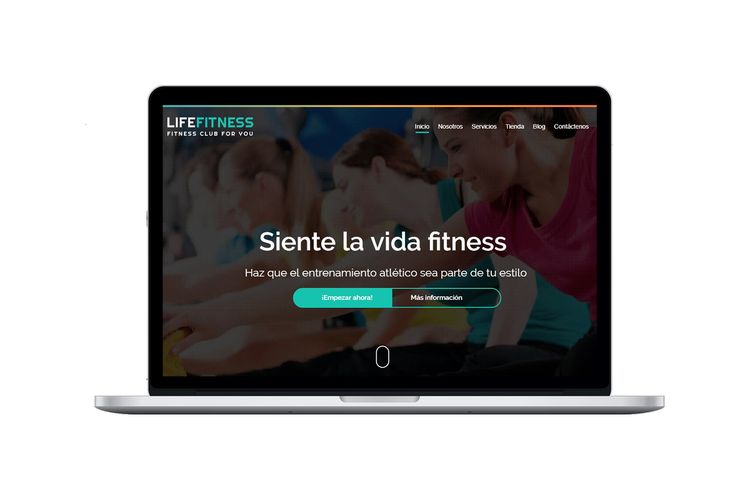 LIFEFITNESS
FITNESS CLUB FOR YOU
Inicio Nosotros Servicios Tienda Blog Contáctenos
Siente la vida fitness
Haz que el entrenamiento atlético sea parte de tu estilo
¡Empezar ahora! Más información